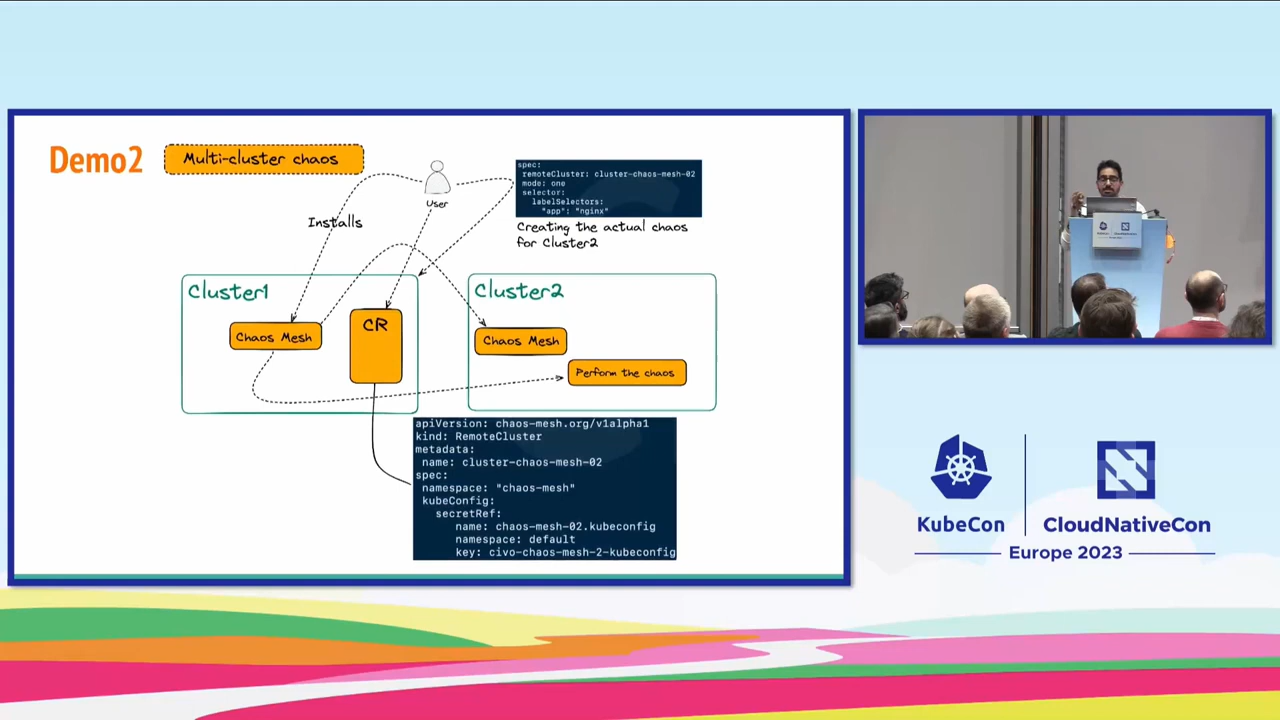 Demo2
Multi-cluster chaos
User
Installs
spec:
remoteCluster: cluster-chaos-mesh-02
mode: one
selector:
labelSelectors:
"app": "nginx"
Creating the actual chaos
for Cluster2
Cluster1
Chaos Mesh
CR
Cluster2
Chaos Mesh
Perform the chaos
apiVersion: chaos-mesh.org/v1alpha1
kind: RemoteCluster
metadata:
name: cluster-chaos-mesh-02
spec:
namespace: "chaos-mesh"
kubeConfig:
secretRef:
name: chaos-mesh-02.kubeconfig
namespace: default
key: civo-chaos-mesh-2-kubeconfig
KubeCon
CloudNativeCon
Europe 2023